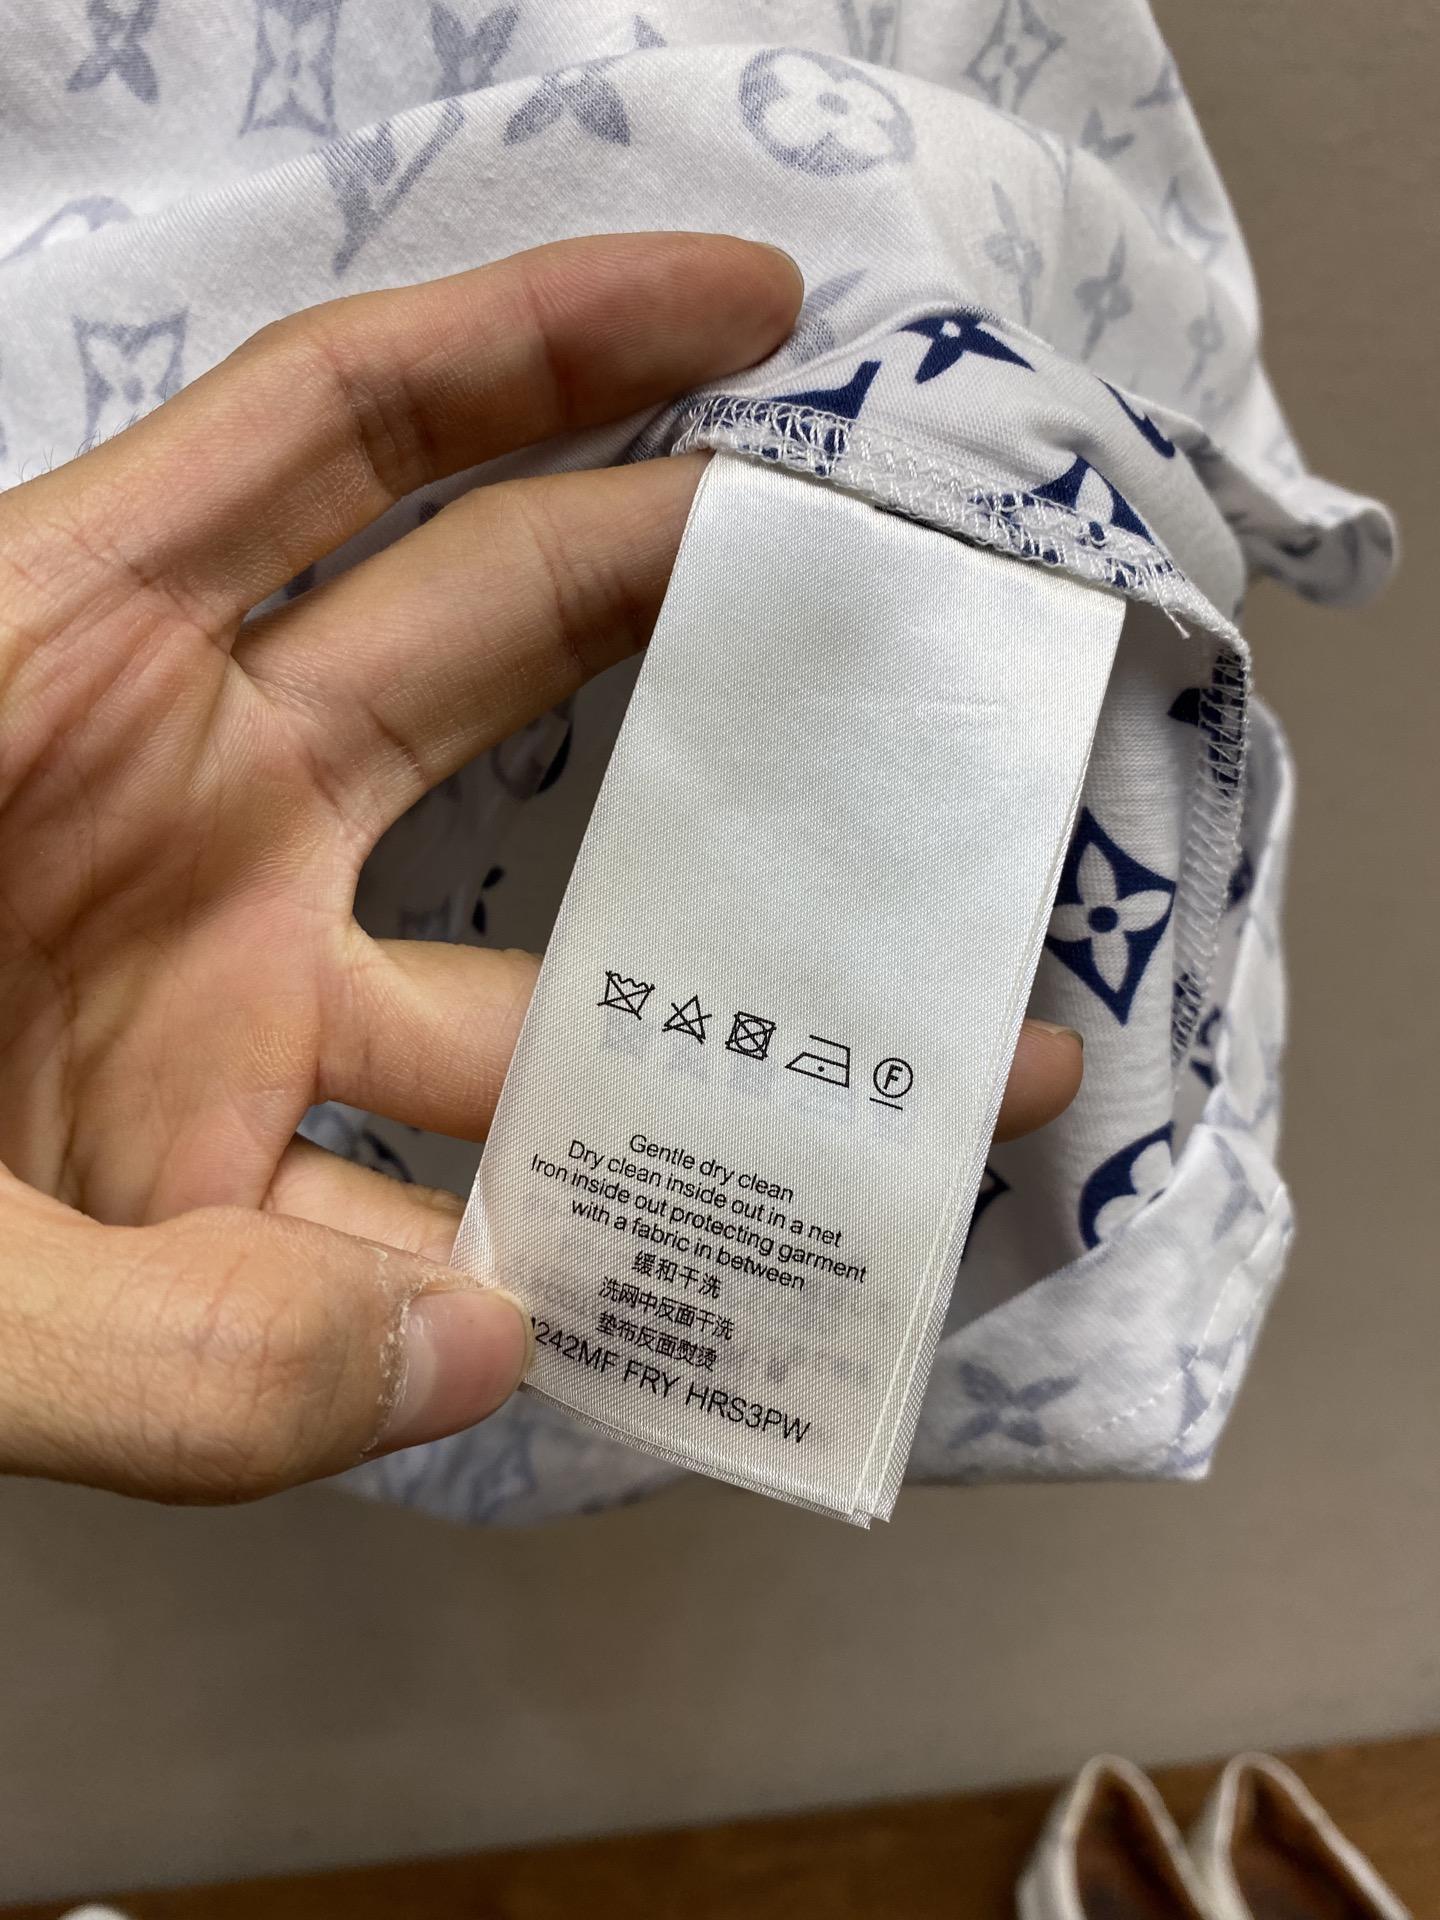 F
Gentle dry clean
Dry clean inside out in a net
Iron inside out protecting garment
with a fabric in between
缓和干洗
洗网中反面干洗
垫布反面熨烫
242MF FRY HRS3PW